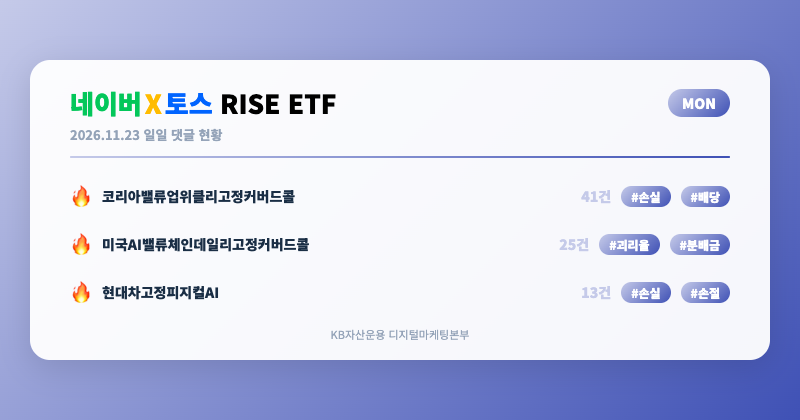 네이버X토스 RISE ETF
MON
2026.11.23 일일 댓글 현황
코리아밸류업위클리고정커버드콜 41건 #손실 #배당
미국AI밸류체인데일리고정커버드콜 25건 #괴리율 #분배금
현대차고정피지컬AI 13건 #손실 #손절
KB자산운용 디지털마케팅본부